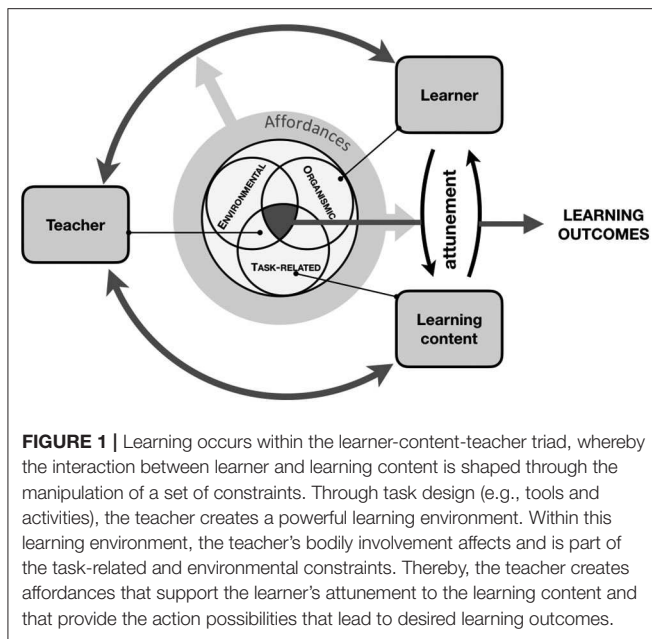 Affordances
Learner
ENVIRONMENTAL
ORGANISMIC
Teacher
TASK-RELATED
attunement
LEARNING
OUTCOMES
Learning
content
FIGURE 1 | Learning occurs within the learner-content-teacher triad, whereby
the interaction between learner and learning content is shaped through the
manipulation of a set of constraints. Through task design (e.g., tools and
activities), the teacher creates a powerful learning environment. Within this
learning environment, the teacher’s bodily involvement affects and is part of
the task-related and environmental constraints. Thereby, the teacher creates
affordances that support the learner’s attunement to the learning content and
that provide the action possibilities that lead to desired learning outcomes.